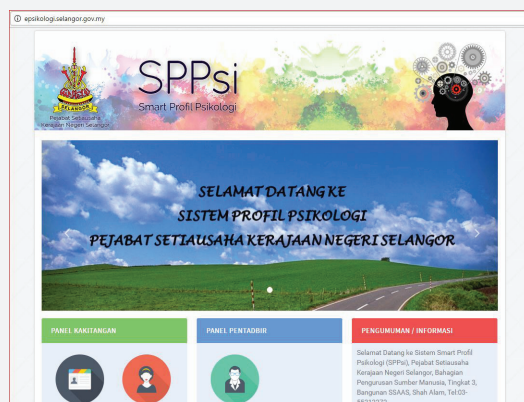 epsikologi.selangor.gov.my
SPPsi
Smart Profil Psikologi
SELANGOR
Pejabat Setiausaha
Kerajaan Negeri Selangor
SELAMAT DATANG KE
SISTEM PROFIL PSIKOLOGI
PEJABAT SETIAUSAHA KERAJAAN NEGERI SELANGOR
PANEL KAKITANGAN
PANEL PENTADBIR
PENGUMUMAN / INFORMASI
Selamat Datang ke Sistem Smart Profil
Psikologi (SPPsi), Pejabat Setiausaha
Kerajaan Negeri Selangor, Bahagian
Pengurusan Sumber Manusia, Tingkat 3,
Bangunan SSAAS, Shah Alam, Tel:03-